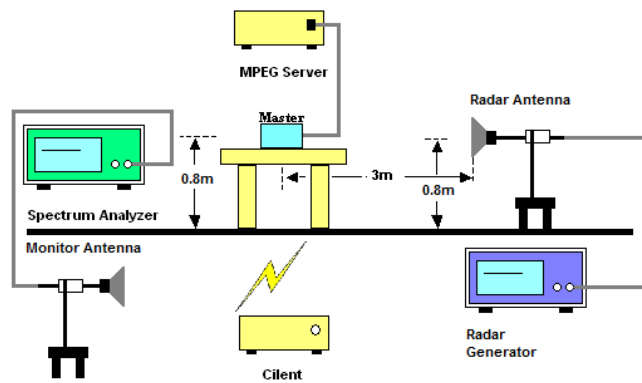 MPEG Server
Master
Radar Antenna
0.8m
3m
0.8m
Spectrum Analyzer
Monitor Antenna
Radar
Generator
Cilent